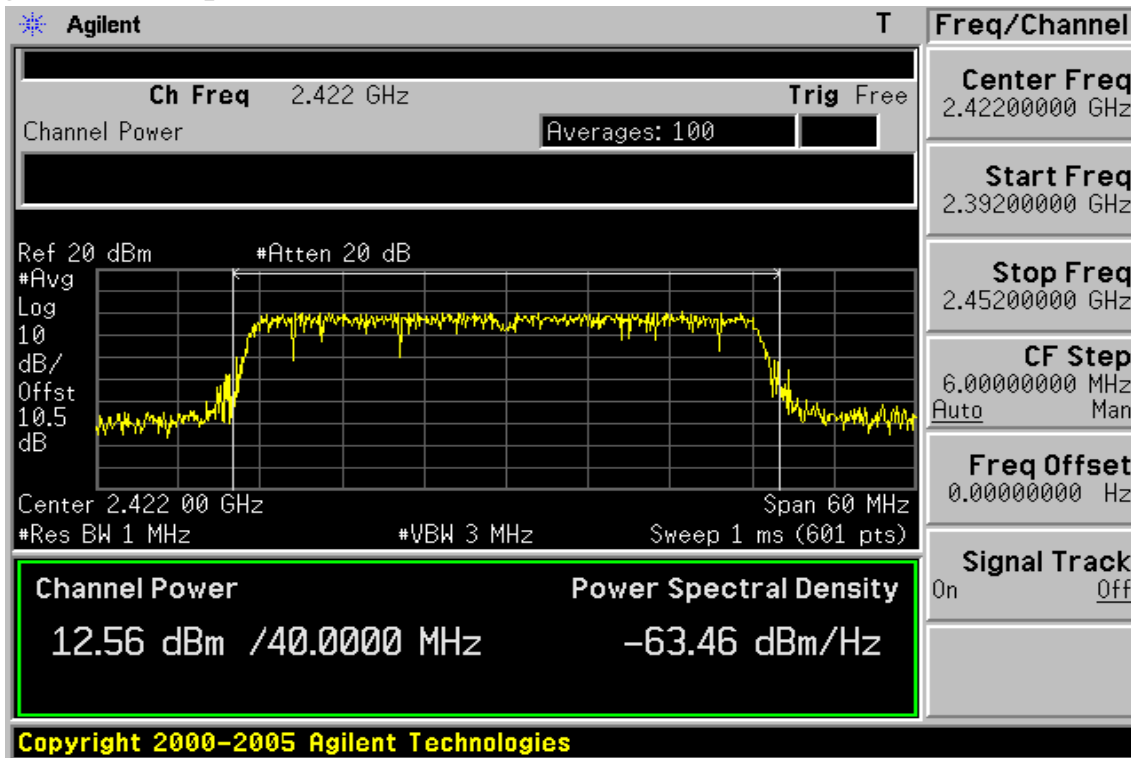 Agilent
T
Freq/Channel
Ch Freq 2.422 GHz
Trig Free
Channel Power
Averages: 100
Center Freq
2.42200000 GHz
Start Freq
2.39200000 GHz
Stop Freq
2.45200000 GHz
CF Step
6.00000000 MHz
Auto Man
Freq Offset
0.00000000 Hz
Signal Track
On Off
Ref 20 dBm
#Atten 20 dB
#Avg
Log
10
dB/
Offst
10.5
dB
Center 2.422 00 GHz
Span 60 MHz
#Res BW 1 MHz
#VBW 3 MHz
Sweep 1 ms (601 pts)
Channel Power
Power Spectral Density
12.56 dBm /40.0000 MHz
-63.46 dBm/Hz
Copyright 2000-2005 Agilent Technologies